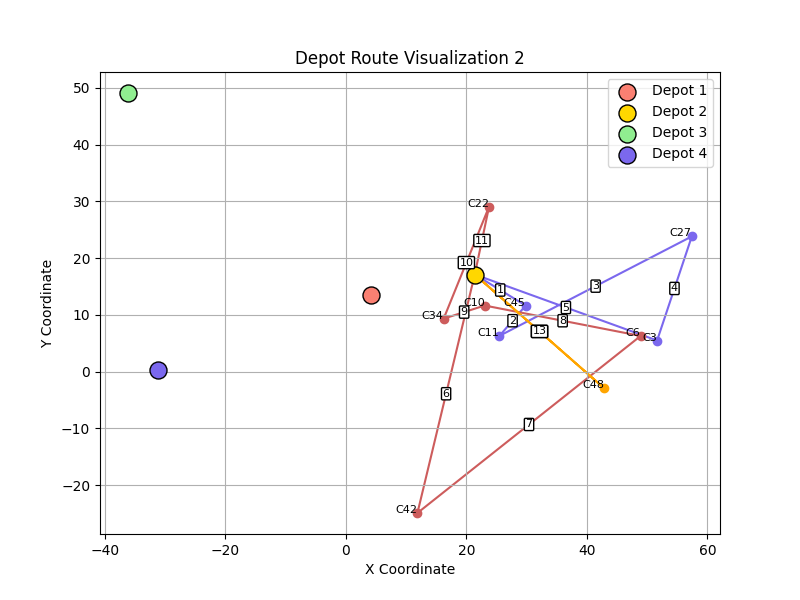 Depot Route Visualization 2
Depot 1
Depot 2
Depot 3
Depot 4
Y Coordinate
50
40
30
20
10
0
−10
−20
C22
C27
11
10
1
3
4
C34
C10
C45
9
5
2
8
C11
13
C6
C3
C48
6
7
C42
−40
−20
0
20
40
60
X Coordinate